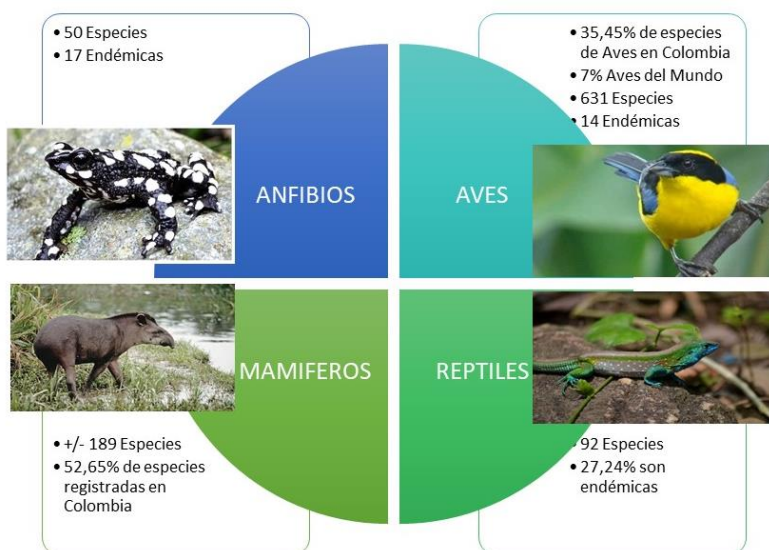 • 50 Especies
• 17 Endémicas
• 35,45% de especies
de Aves en Colombia
• 7% Aves del Mundo
• 631 Especies
• 14 Endémicas
ANFIBIOS
AVES
MAMIFEROS
REPTILES
• +/- 189 Especies
• 52,65% de especies
registradas en
Colombia
• 92 Especies
• 27,24% son
endémicas